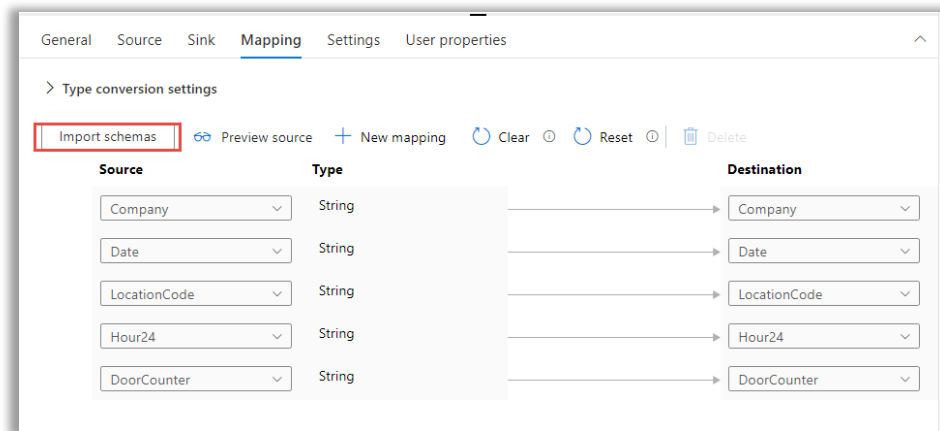 General Source Sink Mapping Settings User properties
Type conversion settings
Import schemas Preview source New mapping Clear Reset Delete
Source Type Destination
Company String Company
Date String Date
LocationCode String LocationCode
Hour24 String Hour24
DoorCounter String DoorCounter